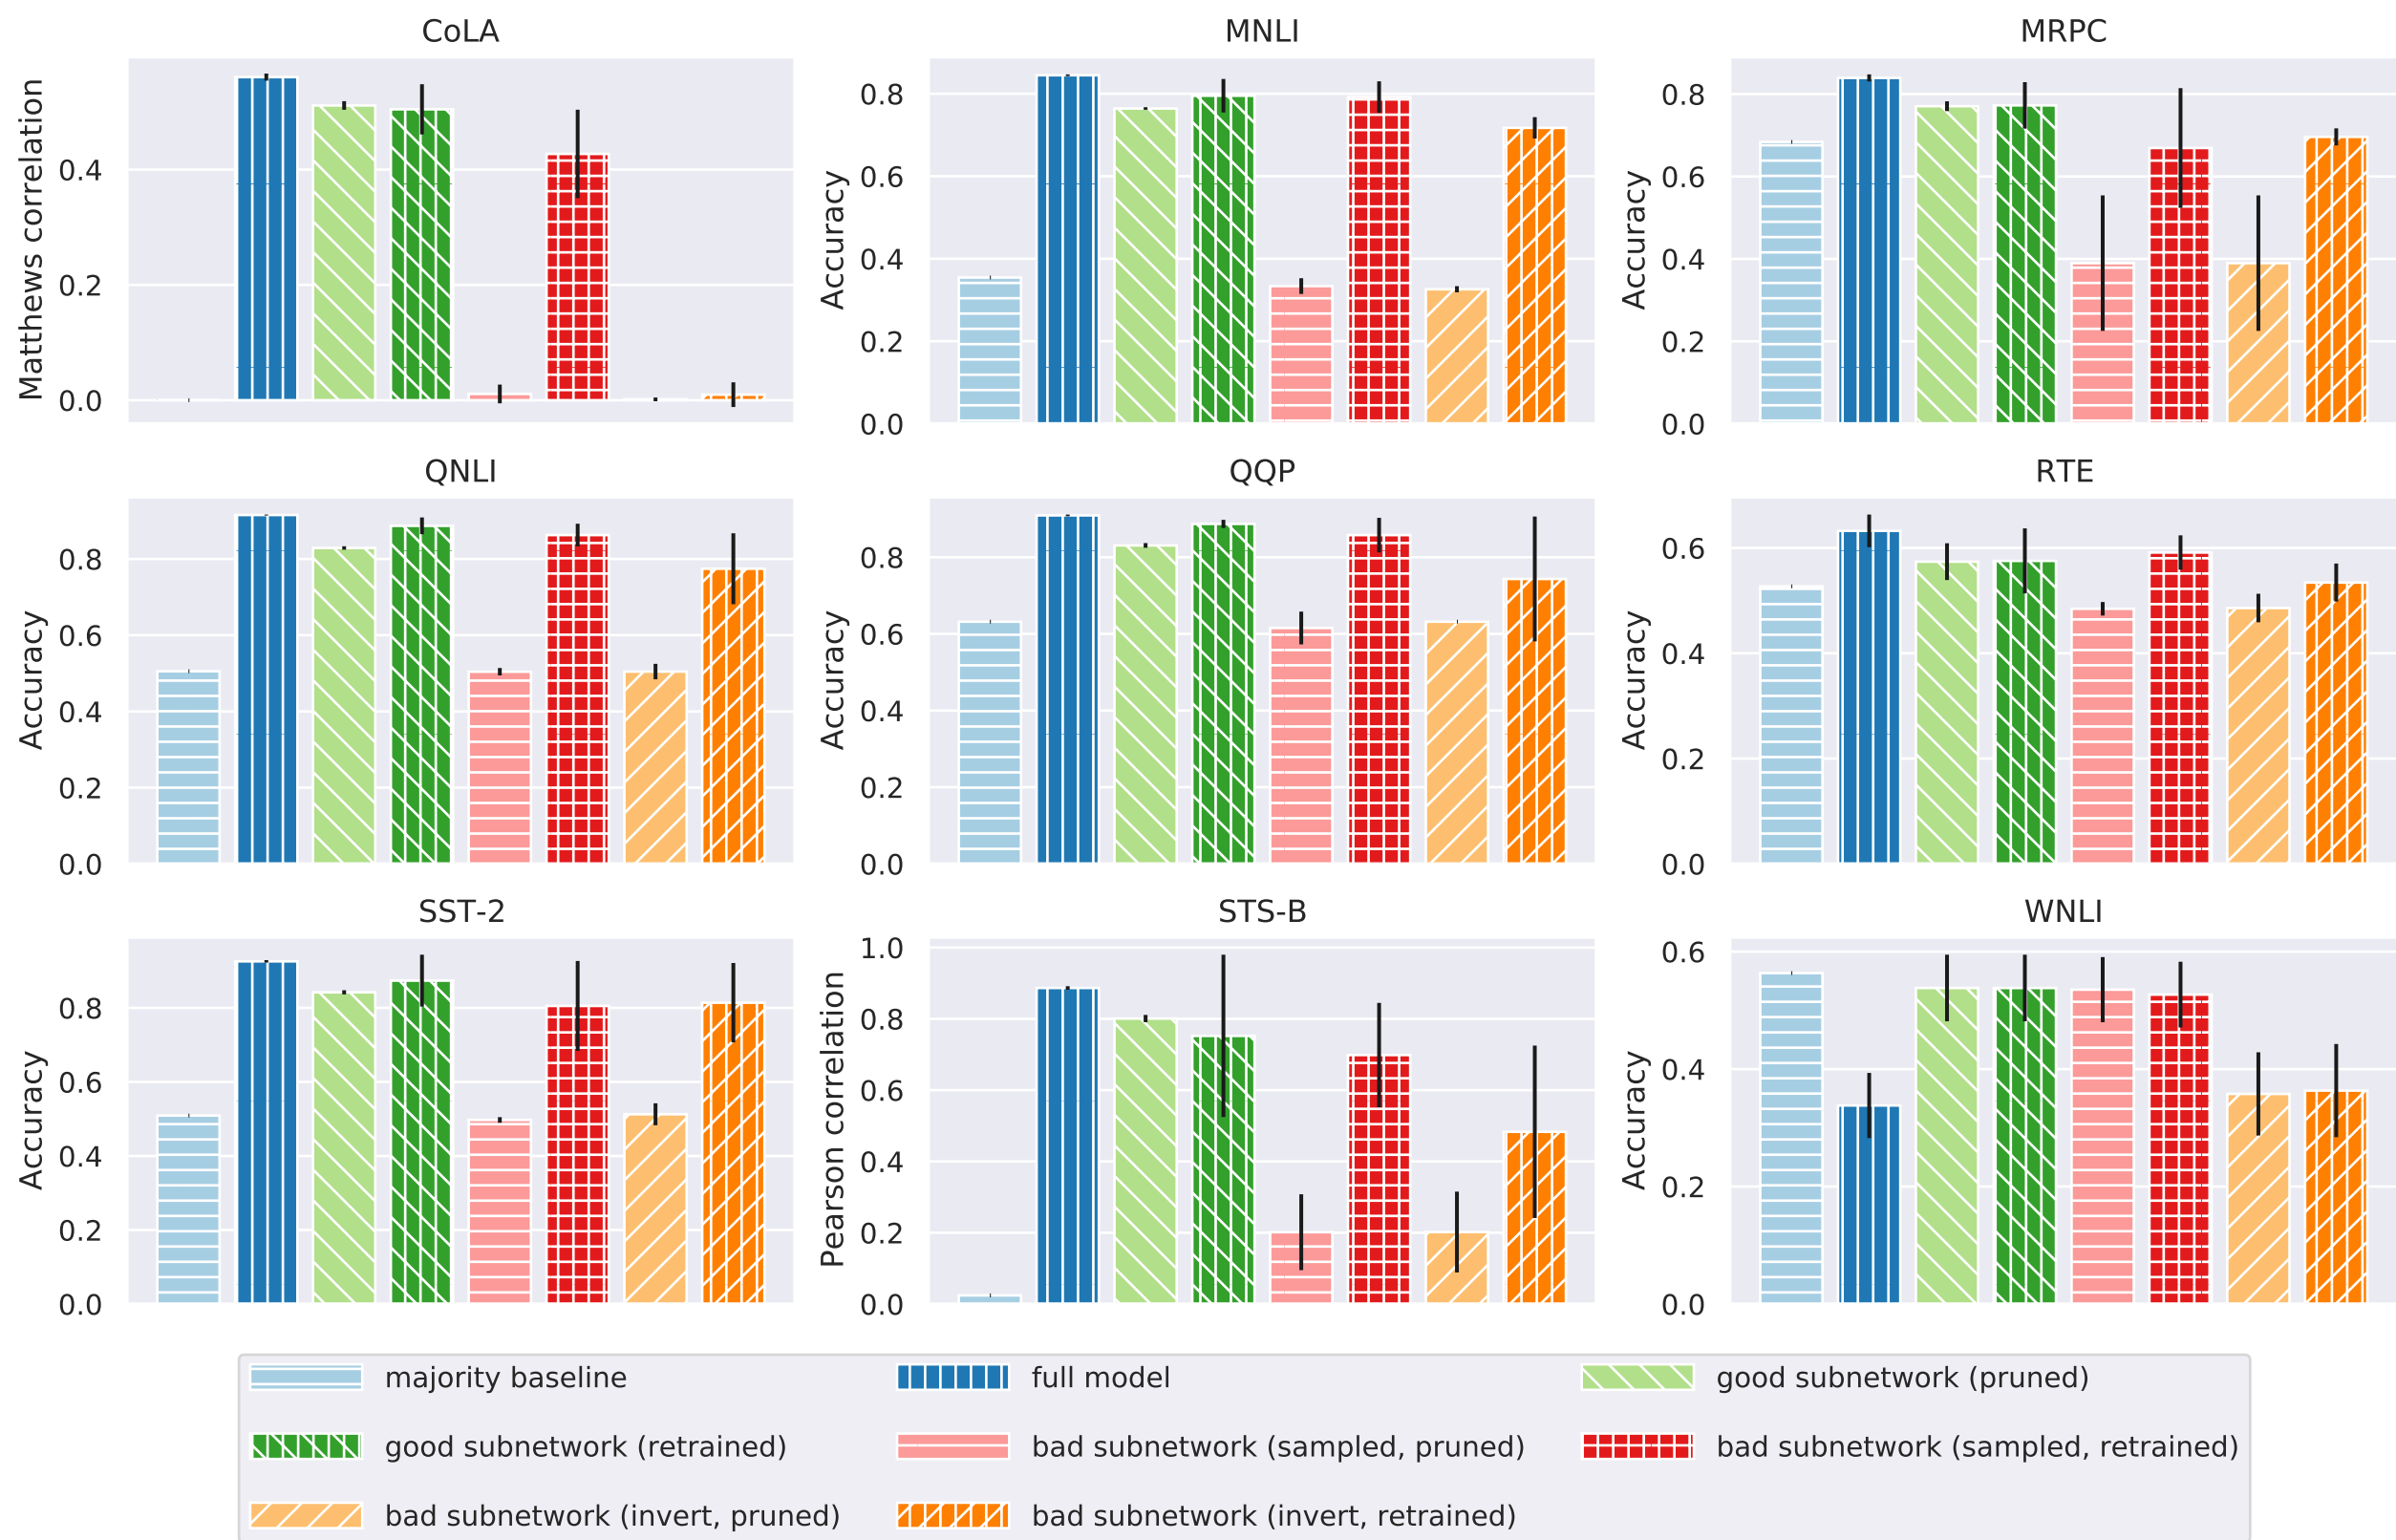 CoLA
MNLI
MRPC
Matthews correlation
0.4
0.2
0.0
Accuracy
0.8
0.6
0.4
0.2
0.0
Accuracy
0.8
0.6
0.4
0.2
0.0
QNLI
QQP
RTE
Accuracy
0.8
0.6
0.4
0.2
0.0
Accuracy
0.8
0.6
0.4
0.2
0.0
Accuracy
0.6
0.4
0.2
0.0
SST-2
STS-B
WNLI
Accuracy
0.8
0.6
0.4
0.2
0.0
Pearson correlation
1.0
0.8
0.6
0.4
0.2
0.0
Accuracy
0.6
0.4
0.2
0.0
majority baseline
full model
good subnetwork (pruned)
good subnetwork (retrained)
bad subnetwork (sampled, pruned)
bad subnetwork (sampled, retrained)
bad subnetwork (invert, pruned)
bad subnetwork (invert, retrained)